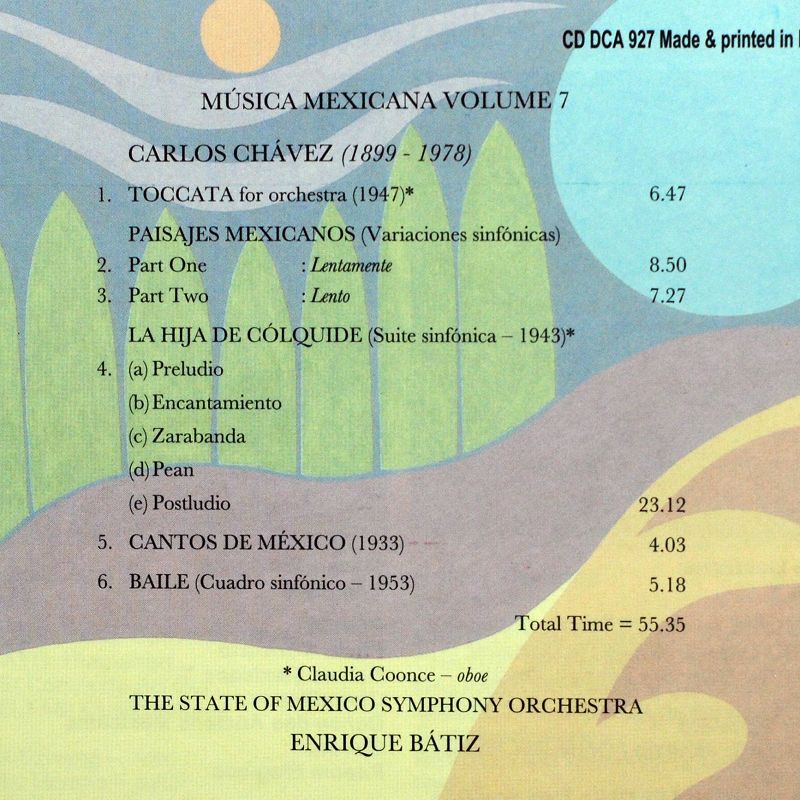 CD DCA 927 Made & printed in
MÚSICA MEXICANA VOLUME 7
CARLOS CHÁVEZ (1899 - 1978)
1. TOCCATA for orchestra (1947)* 6.47
PAISAJES MEXICANOS (Variaciones sinfónicas)
2. Part One : Lentamente 8.50
3. Part Two : Lento 7.27
LA HIJA DE CÓLQUIDE (Suite sinfónica – 1943)*
4. (a) Preludio
(b) Encantamiento
(c) Zarabanda
(d) Pean
(e) Postludio 23.12
5. CANTOS DE MÉXICO (1933) 4.03
6. BAILE (Cuadro sinfónico – 1953) 5.18
Total Time = 55.35
* Claudia Coonce – oboe
THE STATE OF MEXICO SYMPHONY ORCHESTRA
ENRIQUE BÁTIZ